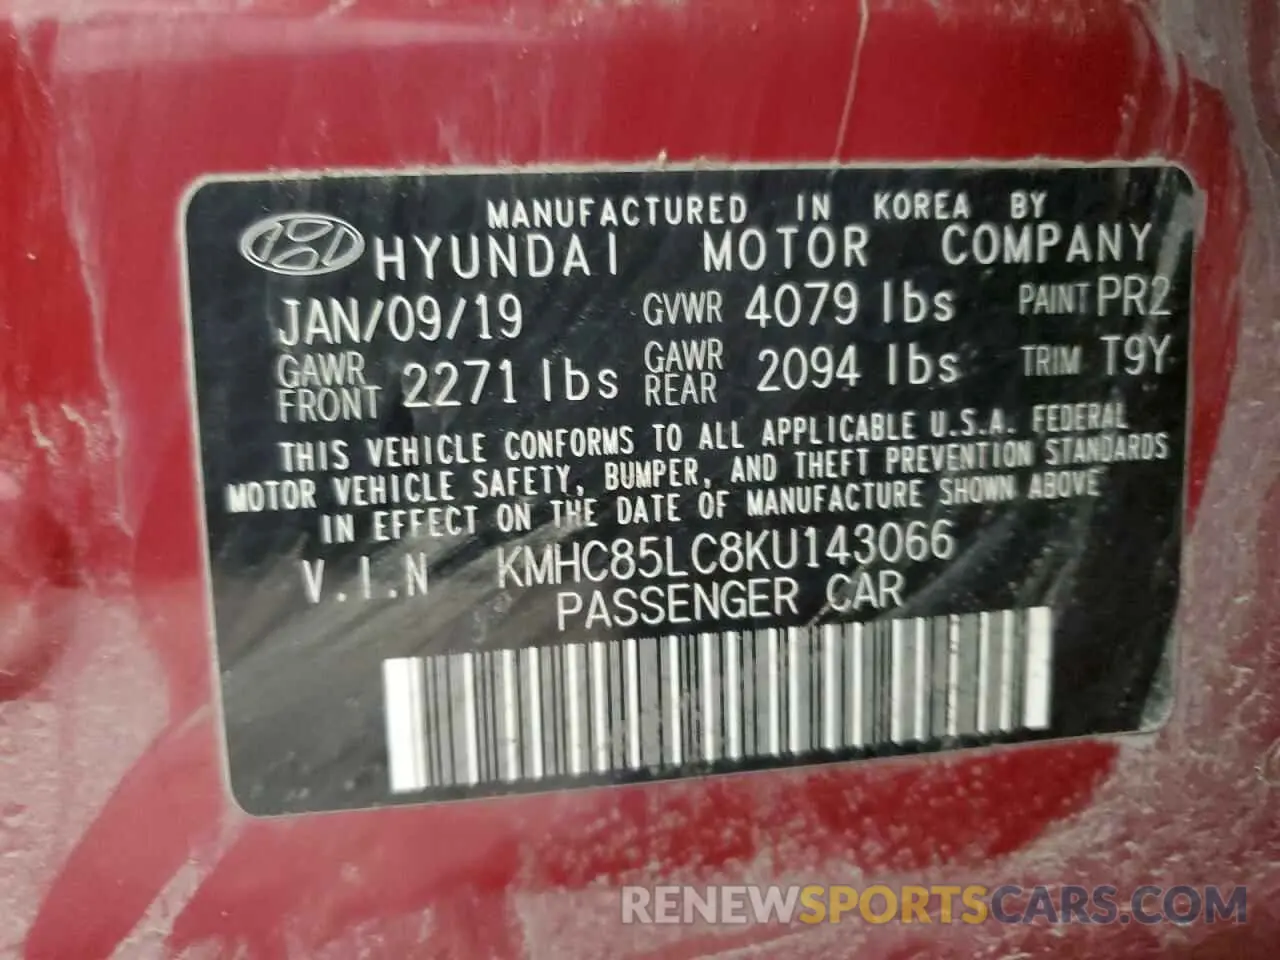 MANUFACTURED IN KOREA BY
HYUNDAI MOTOR COMPANY
JAN/09/19 GVWR 4079 lbs PAINT PR2
GAWR FRONT 2271 lbs GAWR REAR 2094 lbs TRIM T9Y
THIS VEHICLE CONFORMS TO ALL APPLICABLE U.S.A. FEDERAL
MOTOR VEHICLE SAFETY, BUMPER, AND THEFT PREVENTION STANDARDS
IN EFFECT ON THE DATE OF MANUFACTURE SHOWN ABOVE
V.I.N KMHC85LC8KU143066
PASSENGER CAR
RENEWSPORTSCARS.COM